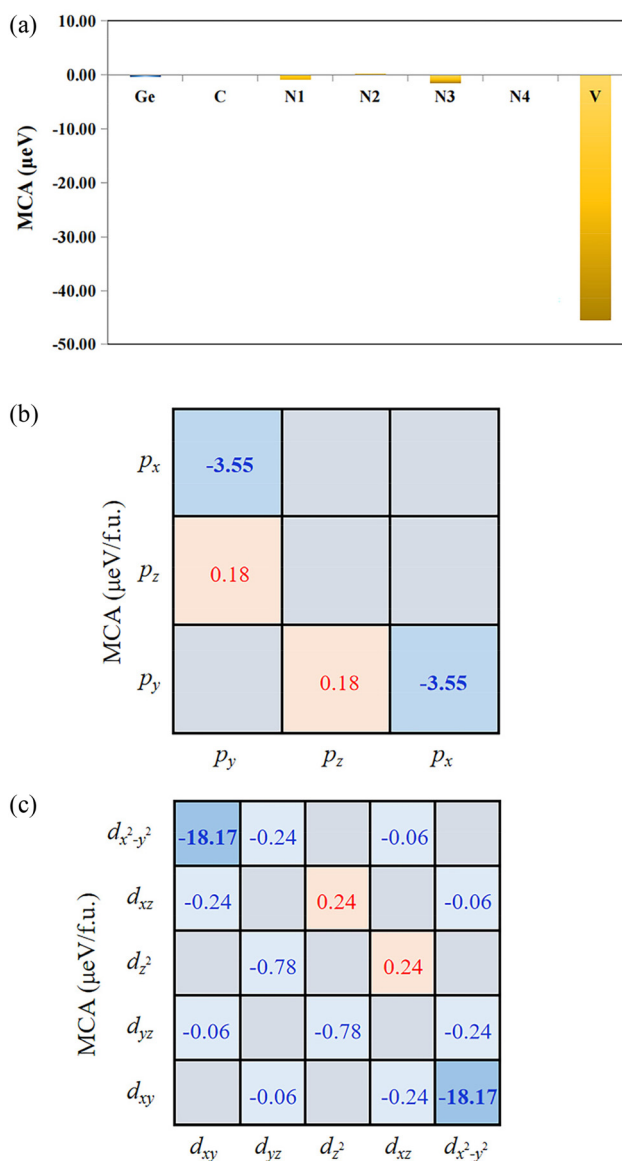 (a)
10.00
0.00
Ge C N1 N2 N3 N4 V
-10.00
-20.00
-30.00
-40.00
-50.00
MCA (μeV)
(b)
MCA (μeV/f.u.)
pₓ -3.55
p_z 0.18
p_y 0.18 -3.55
p_y p_z pₓ
(c)
MCA (μeV/f.u.)
d_x²-y² -18.17 -0.24 -0.06
d_xz -0.24 0.24 -0.06
d_z² -0.78 0.24
d_yz -0.06 -0.78 -0.24
d_xy -0.06 -0.24 -18.17
d_xy d_yz d_z² d_xz d_x²-y²